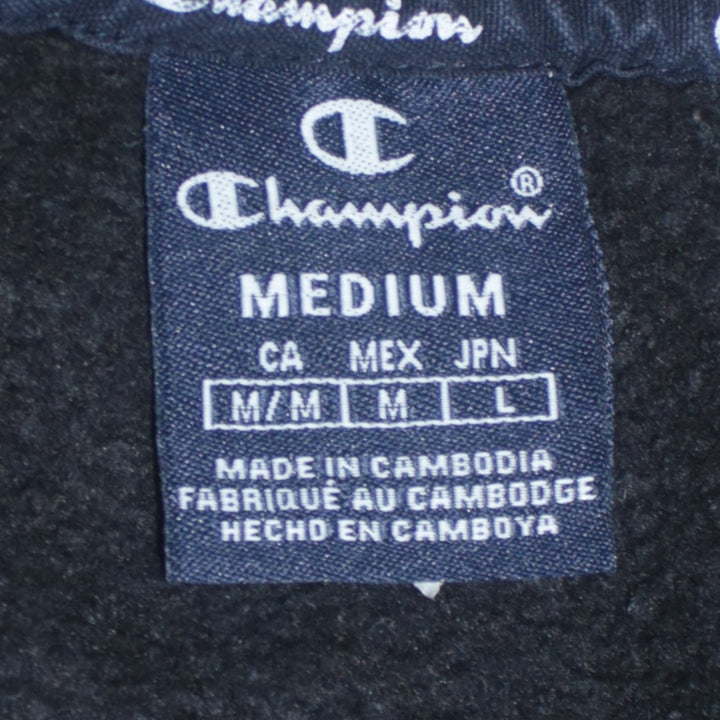 Champion
Champion®
MEDIUM
CA MEX JPN
M/M M L
MADE IN CAMBODIA
FABRIQUÉ AU CAMBODGE
HECHO EN CAMBOYA